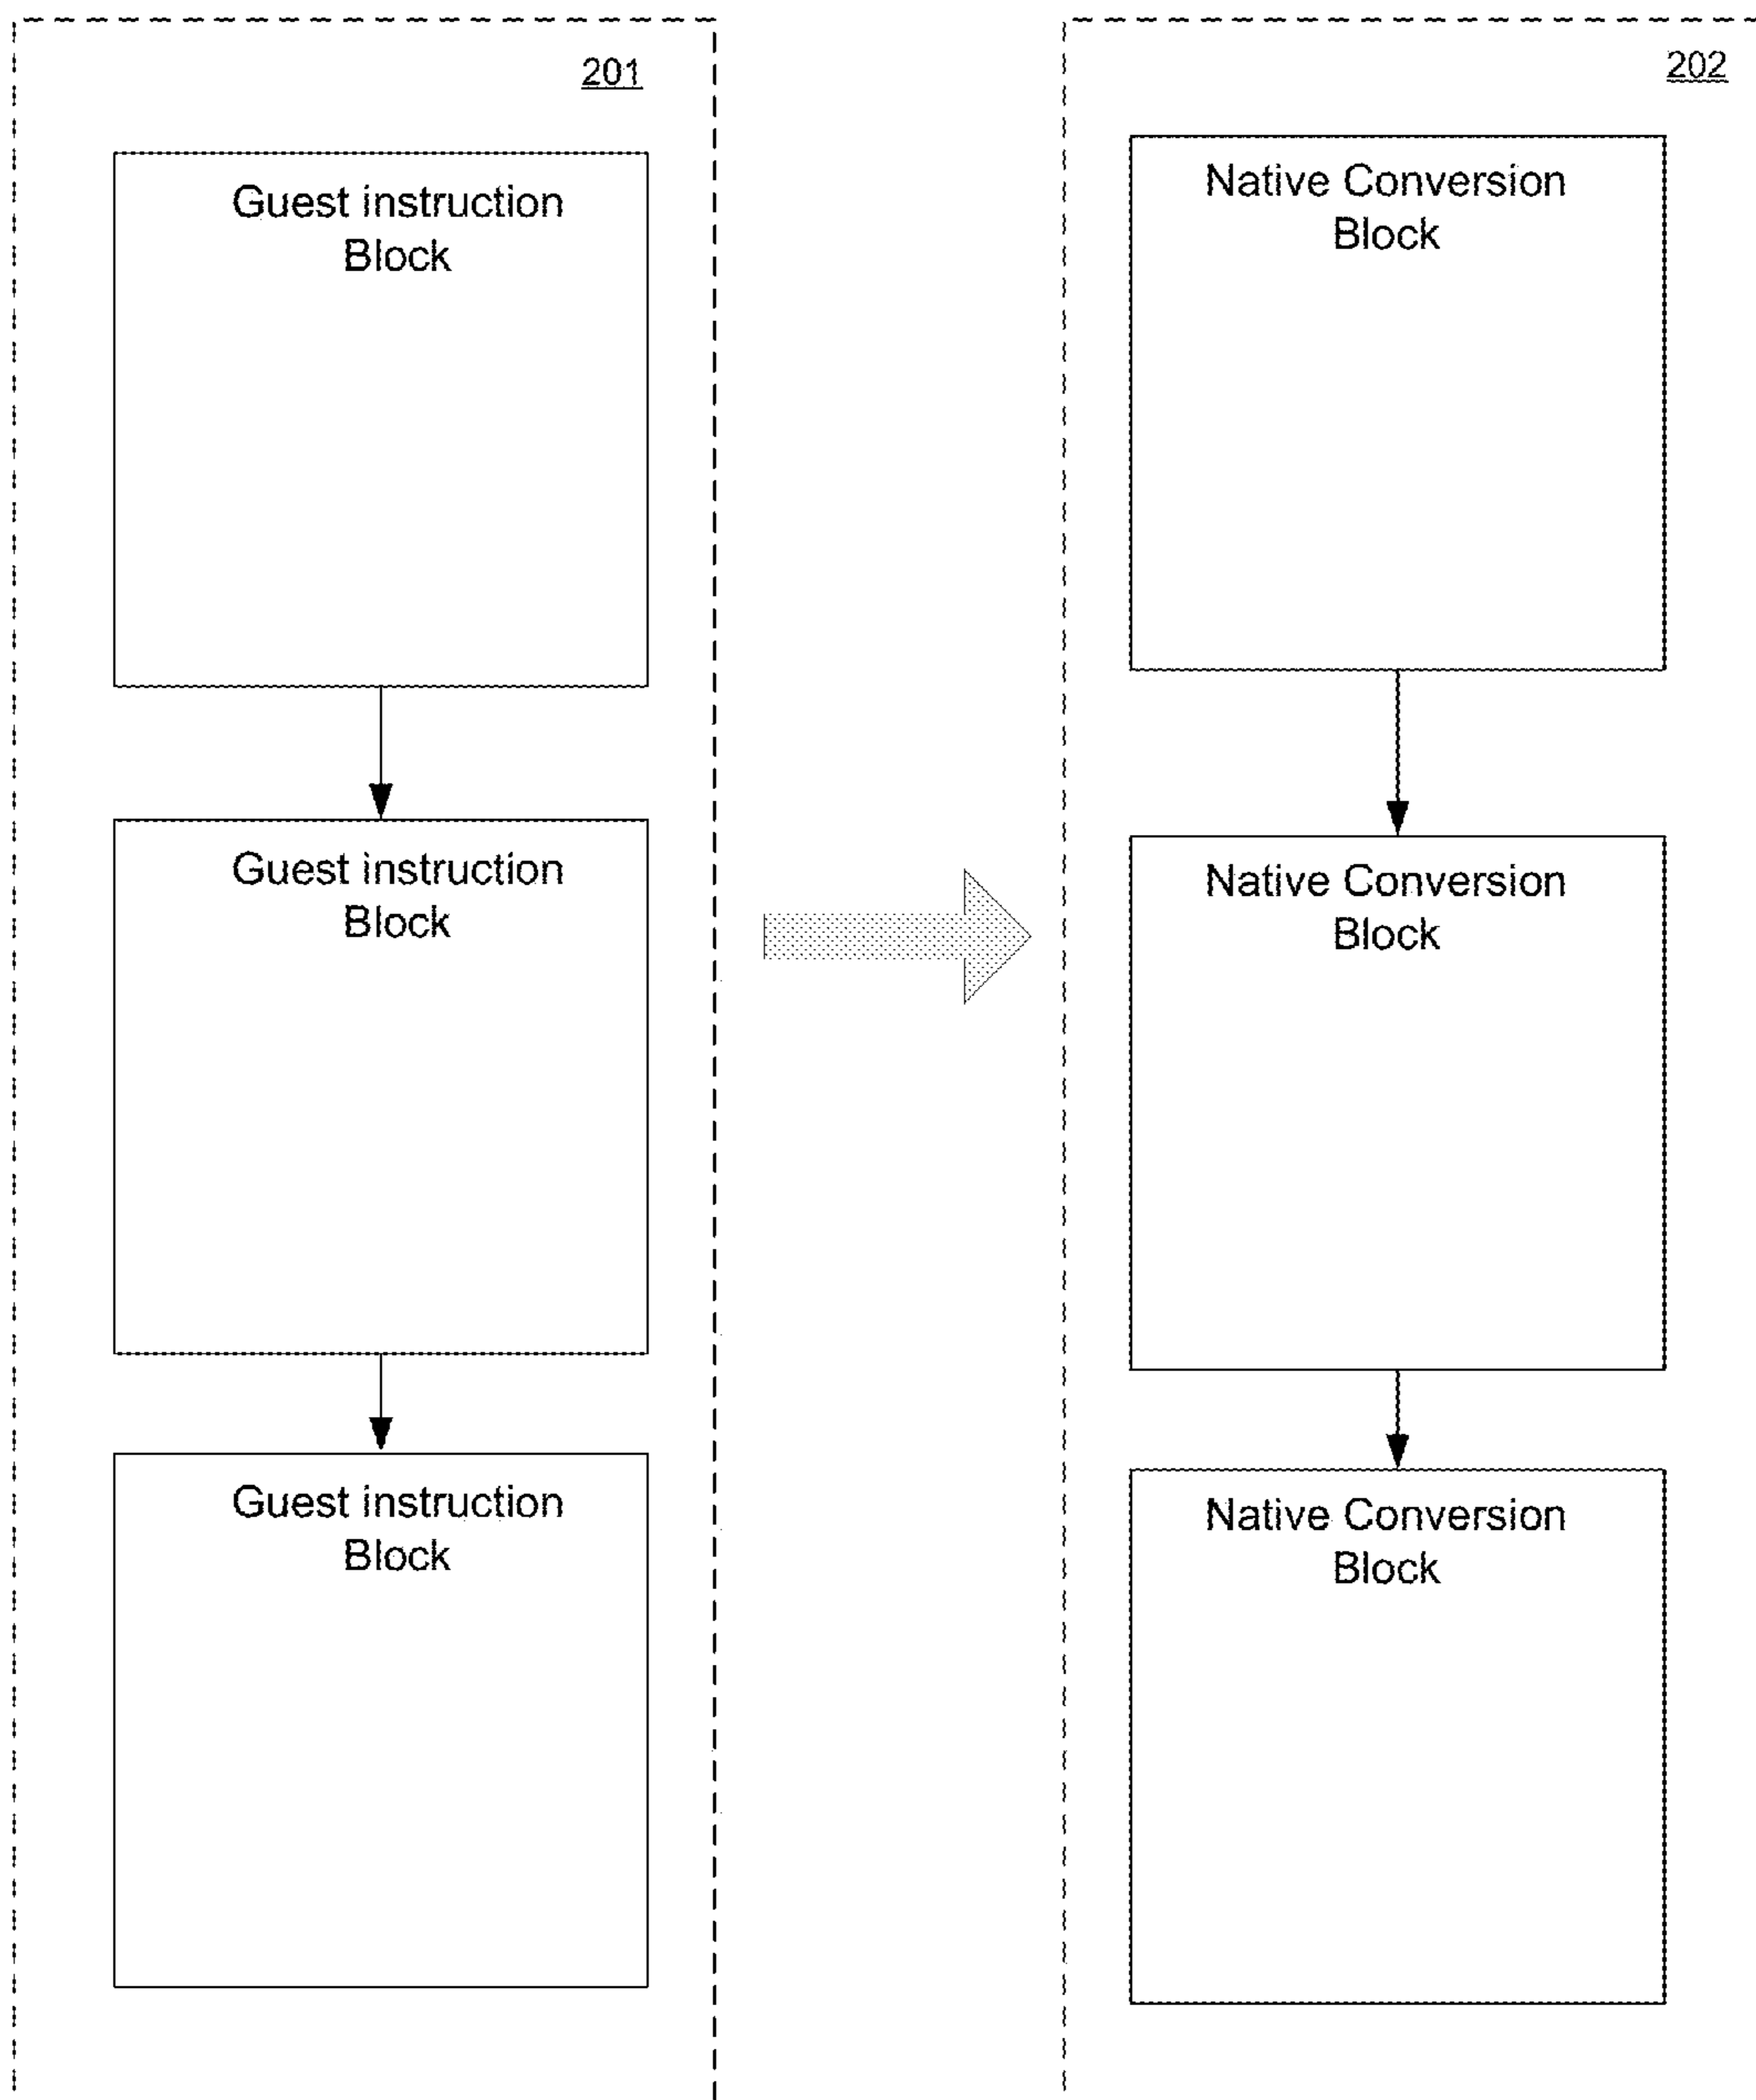 201
Guest instruction
Block
Guest instruction
Block
Guest instruction
Block
202
Native Conversion
Block
Native Conversion
Block
Native Conversion
Block